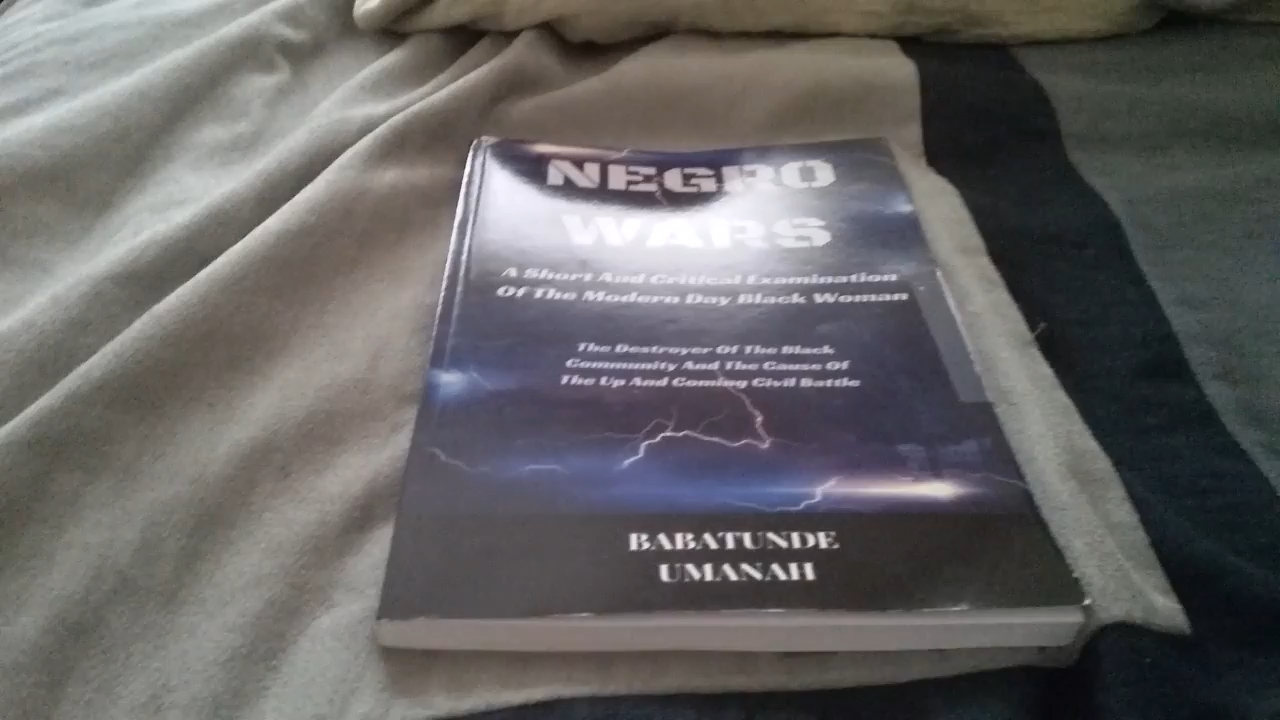 NEGRO
WARS
A Short And Critical Examination
Of The Modern Day Black Woman
The Destroyer Of The Black
Community And The Cause Of
The Up And Coming Civil Battle
BABATUNDE
UMANAH